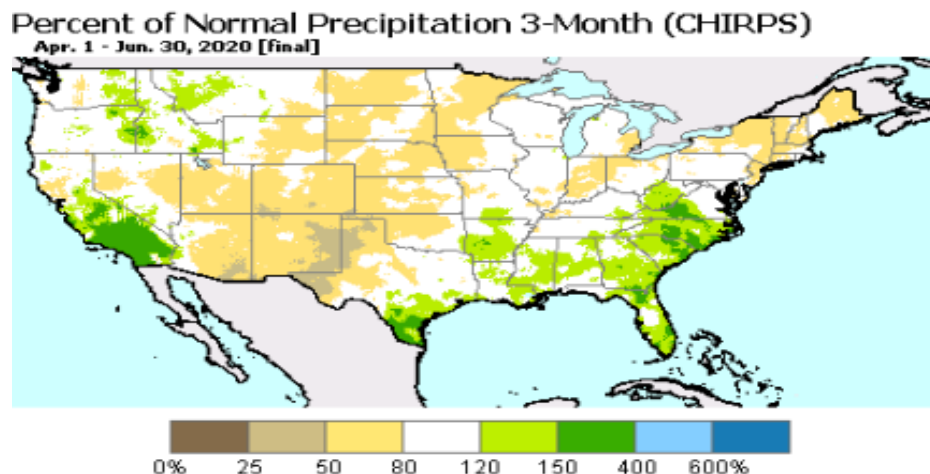 Percent of Normal Precipitation 3-Month (CHIRPS)
Apr. 1 - Jun. 30, 2020 [final]
0% 25 50 80 120 150 400 600%